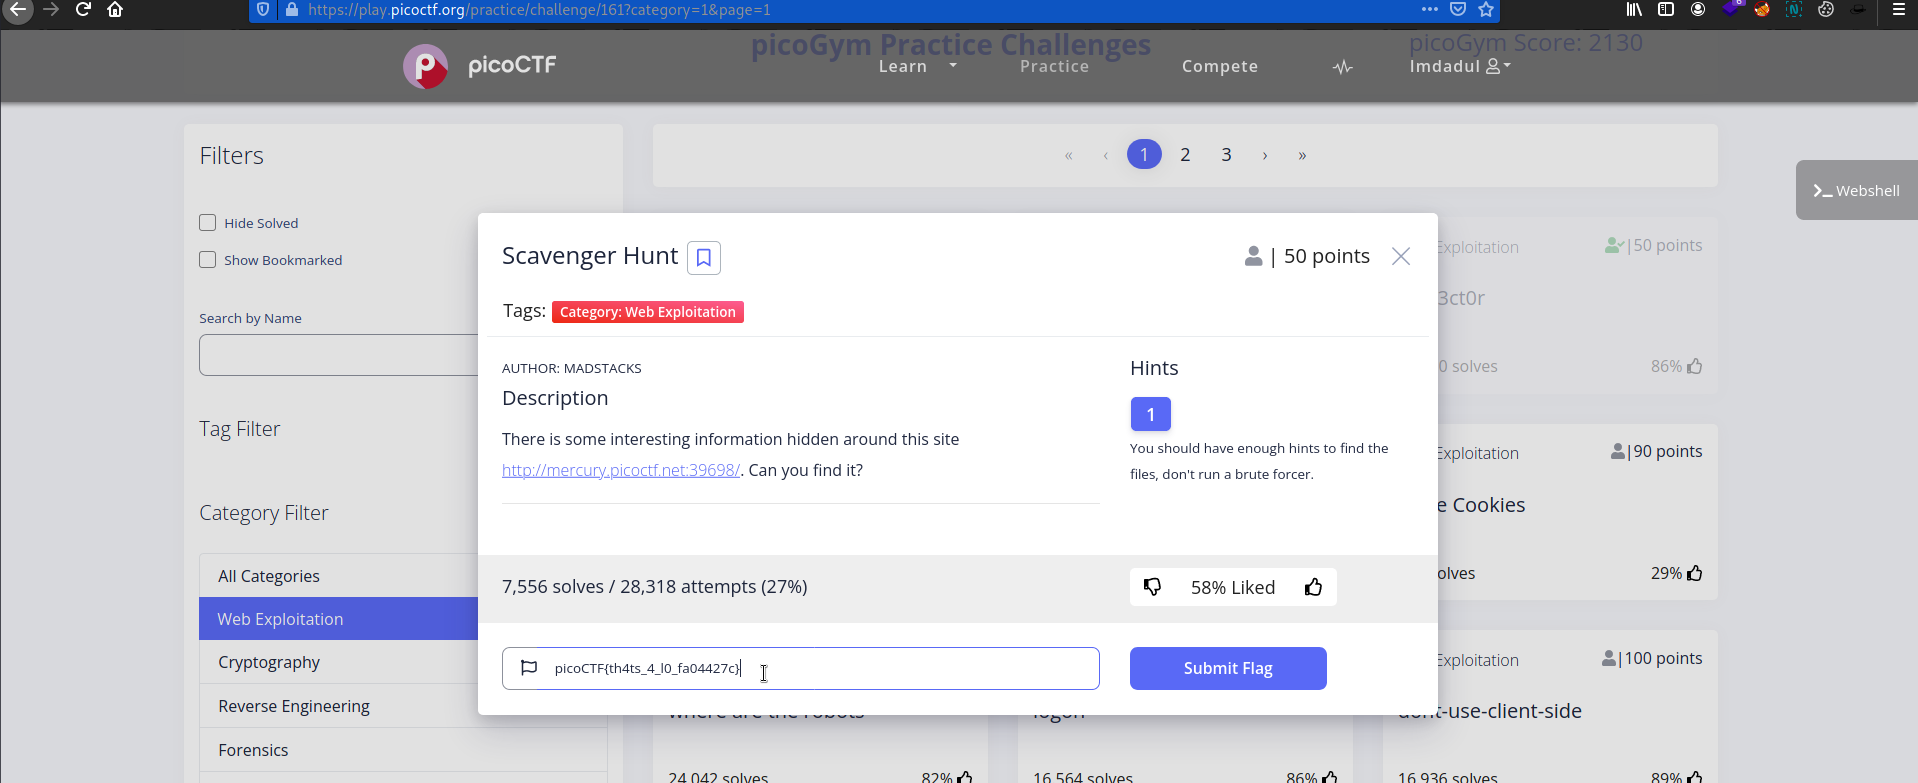 https://play.picoctf.org/practice/challenge/161?category=1&page=1
picoGym Practice Challenges
picoGym Score: 2130
picoCTF
Learn
Practice
Compete
Imdadul
Filters
« ‹ 1 2 3 › »
Webshell
Hide Solved
Show Bookmarked
Search by Name
Tag Filter
Category Filter
All Categories
Web Exploitation
Cryptography
Reverse Engineering
Forensics
Scavenger Hunt
| 50 points
Tags: Category: Web Exploitation
AUTHOR: MADSTACKS
Description
There is some interesting information hidden around this site
http://mercury.picoctf.net:39698/. Can you find it?
Hints
1
You should have enough hints to find the
files, don't run a brute forcer.
7,556 solves / 28,318 attempts (27%)
58% Liked
picoCTF{th4ts_4_l0_fa04427c}
Submit Flag
Exploitation
|50 points
3ct0r
0 solves
86%
Exploitation
|90 points
e Cookies
olves
29%
Exploitation
|100 points
where are the robots
logon
dont-use-client-side
24,042 solves
82%
16,564 solves
86%
16,936 solves
89%